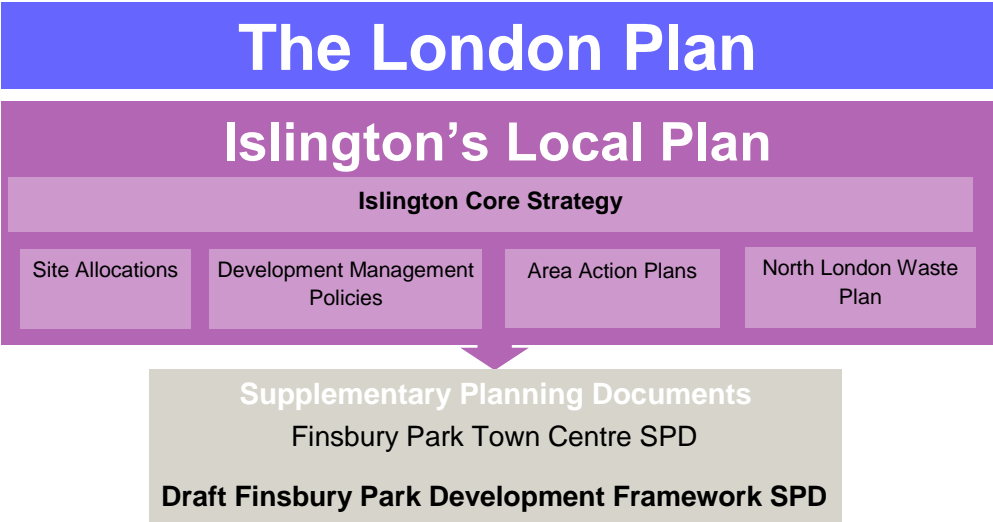 The London Plan
Islington’s Local Plan
Islington Core Strategy
Site Allocations
Development Management
Policies
Area Action Plans
North London Waste
Plan
Supplementary Planning Documents
Finsbury Park Town Centre SPD
Draft Finsbury Park Development Framework SPD